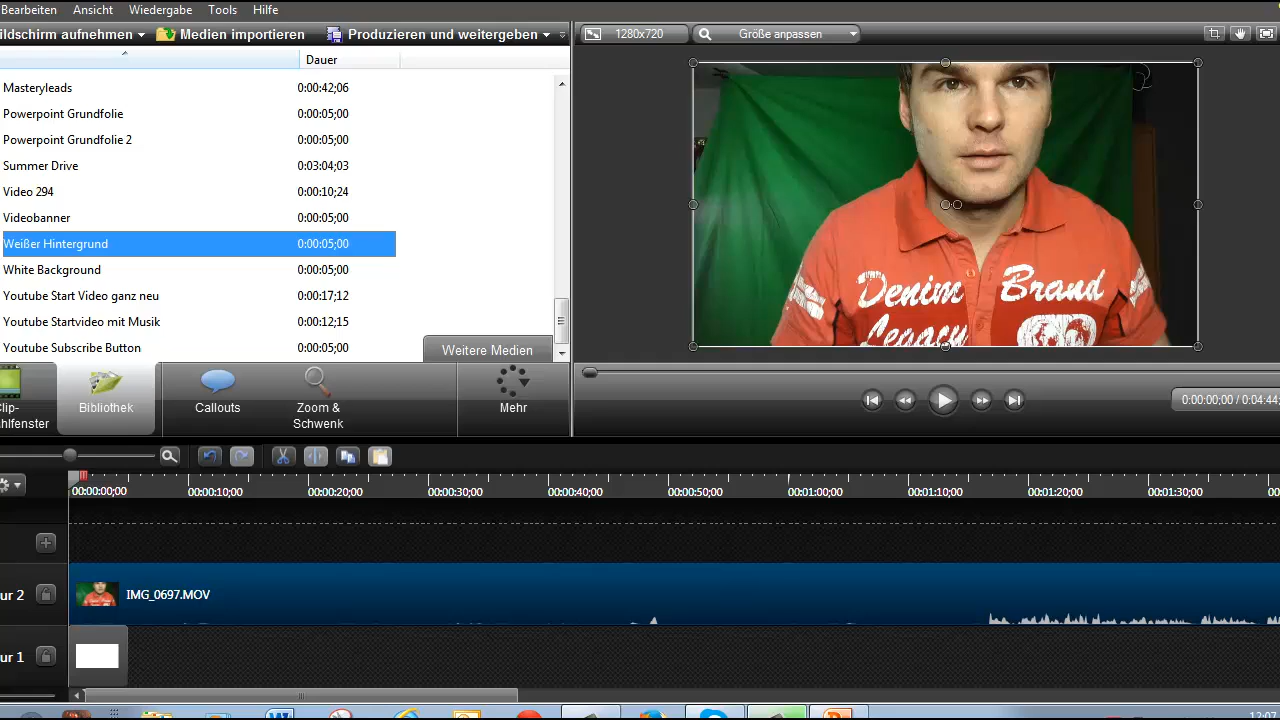 Bearbeiten Ansicht Wiedergabe Tools Hilfe
ildschirm aufnehmen Medien importieren Produzieren und weitergeben
1280x720 Größe anpassen
Dauer
Masteryleads 0:00:42;06
Powerpoint Grundfolie 0:00:05;00
Powerpoint Grundfolie 2 0:00:05;00
Summer Drive 0:03:04;03
Video 294 0:00:10;24
Videobanner 0:00:05;00
Weißer Hintergrund 0:00:05;00
White Background 0:00:05;00
Youtube Start Video ganz neu 0:00:17;12
Youtube Startvideo mit Musik 0:00:12;15
Youtube Subscribe Button 0:00:05;00
Weitere Medien
Denim Brand
Legacy
Clip-
hlfenster
Bibliothek
Callouts
Zoom &
Schwenk
Mehr
0:00:00;00 / 0:04:44;
00:00:00;00 00:00:10;00 00:00:20;00 00:00:30;00 00:00:40;00 00:00:50;00 00:01:00;00 00:01:10;00 00:01:20;00 00:01:30;00 00
ur 2 IMG_0697.MOV
ur 1
12:07